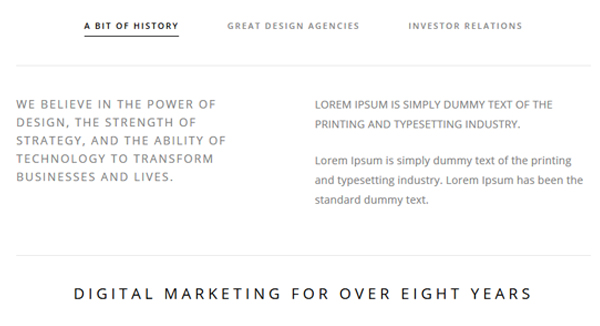 A BIT OF HISTORY
GREAT DESIGN AGENCIES
INVESTOR RELATIONS
WE BELIEVE IN THE POWER OF
DESIGN, THE STRENGTH OF
STRATEGY, AND THE ABILITY OF
TECHNOLOGY TO TRANSFORM
BUSINESSES AND LIVES.
LOREM IPSUM IS SIMPLY DUMMY TEXT OF THE
PRINTING AND TYPESETTING INDUSTRY.
Lorem Ipsum is simply dummy text of the printing
and typesetting industry. Lorem Ipsum has been the
standard dummy text.
DIGITAL MARKETING FOR OVER EIGHT YEARS